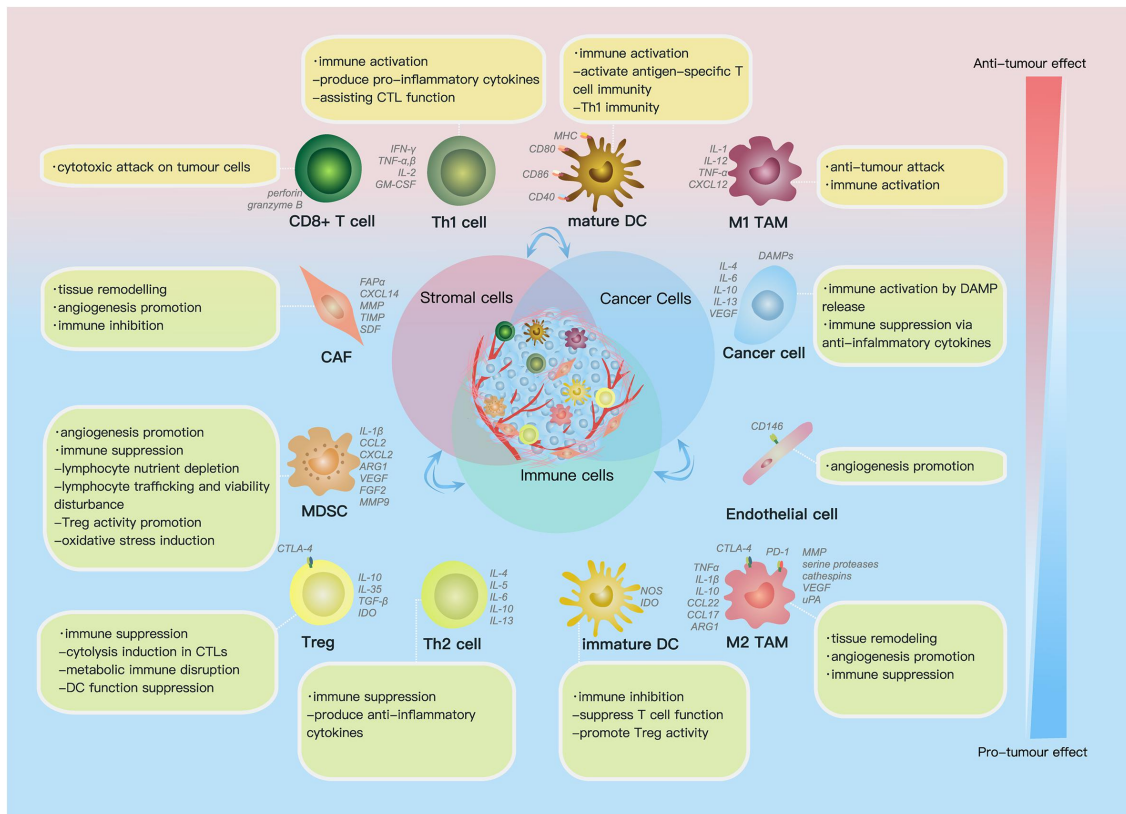 ·immune activation
–produce pro–inflammatory cytokines
–assisting CTL function
·immune activation
–activate antigen–specific T
cell immunity
–Th1 immunity
Anti–tumour effect
·cytotoxic attack on tumour cells
perforin
granzyme B
CD8+ T cell
IFN-γ
TNF-α,β
IL-2
GM-CSF
Th1 cell
MHC
CD80
CD86
CD40
mature DC
IL-1
IL-12
TNF-α
CXCL12
M1 TAM
·anti–tumour attack
·immune activation
·tissue remodelling
·angiogenesis promotion
·immune inhibition
FAPα
CXCL14
MMP
TIMP
SDF
CAF
Stromal cells
Cancer Cells
Immune cells
DAMPs
IL-4
IL-6
IL-10
IL-13
VEGF
Cancer cell
·immune activation by DAMP
release
·immune suppression via
anti–infalmmatory cytokines
·angiogenesis promotion
·immune suppression
–lymphocyte nutrient depletion
–lymphocyte trafficking and viability
disturbance
–Treg activity promotion
–oxidative stress induction
IL-1β
CCL2
CXCL2
ARG1
VEGF
FGF2
MMP9
MDSC
CD146
Endothelial cell
·angiogenesis promotion
CTLA-4
IL-10
IL-35
TGF-β
IDO
Treg
·immune suppression
–cytolysis induction in CTLs
–metabolic immune disruption
–DC function suppression
IL-4
IL-5
IL-6
IL-10
IL-13
Th2 cell
·immune suppression
–produce anti–inflammatory
cytokines
NOS
IDO
immature DC
·immune inhibition
–suppress T cell function
–promote Treg activity
CTLA-4
PD-1
TNFα
IL-1β
IL-10
CCL22
CCL17
ARG1
MMP
serine proteases
cathespins
VEGF
uPA
M2 TAM
·tissue remodeling
·angiogenesis promotion
·immune suppression
Pro–tumour effect